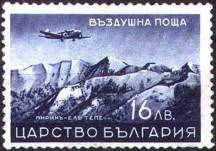 ВЪЗДУШНА ПОЩА
ПИРИНЪ-ЕЛЪ ТЕПЕ
16 ЛВ.
ЦАРСТВО БЪЛГАРИЯ